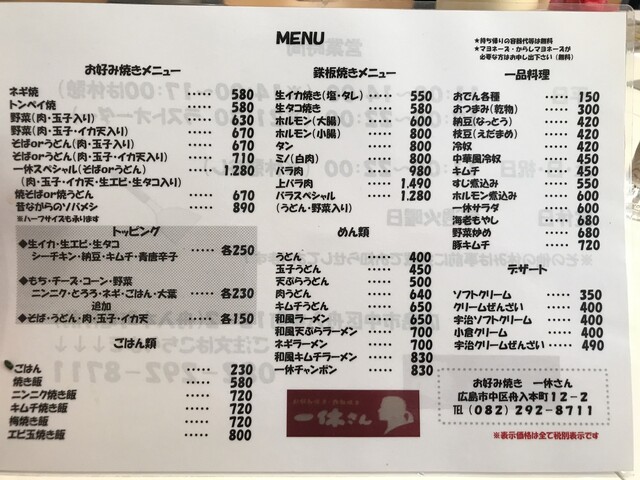 MENU
★持ち帰りの容器代等は無料
★マヨネーズ・からしマヨネーズが
必要な方はお申し出下さい(無料)
お好み焼きメニュー
ネギ焼 ····· 580
トンペイ焼 ····· 580
野菜(肉・玉子入り) ····· 630
野菜(肉・玉子・イカ天入り) ····· 670
そばorうどん(肉・玉子入り) ····· 670
そばorうどん(肉・玉子・イカ天入り) ····· 710
一休スペシャル(そばorうどん) ····· 1.280
(肉・玉子・イカ天・生エビ・生タコ入り)
焼そばor焼うどん ····· 670
昔ながらのソバメシ ····· 890
※ハーフサイズも承ります
トッピング
◆生イカ・生エビ・生タコ ····· 各250
シーチキン・納豆・キムチ・青唐辛子
◆もち・チーズ・コーン・野菜
ニンニク・とろろ・ネギ・ごはん・大葉 ····· 各230
追加
◆そば・うどん・肉・玉子・イカ天 ····· 各150
ごはん類
ごはん ····· 230
焼き飯 ····· 580
ニンニク焼き飯 ····· 720
キムチ焼き飯 ····· 720
梅焼き飯 ····· 720
エビ玉焼き飯 ····· 800
鉄板焼きメニュー
生イカ焼き(塩・タレ) ····· 550
生タコ焼き ····· 580
ホルモン(大腸) ····· 600
ホルモン(小腸) ····· 800
タン ····· 800
ミノ(白肉) ····· 800
バラ肉 ····· 980
上バラ肉 ····· 1.490
バラスペシャル ····· 1.280
(うどん・野菜入り)
めん類
うどん ····· 400
玉子うどん ····· 450
天ぷらうどん ····· 500
肉うどん ····· 640
キムチうどん ····· 650
和風ラーメン ····· 700
和風天ぷらラーメン ····· 700
ネギラーメン ····· 700
和風キムチラーメン ····· 830
一休チャンポン ····· 830
一休さん
一品料理
おでん各種 ····· 150
おつまみ(乾物) ····· 300
納豆(なっとう) ····· 420
枝豆(えだまめ) ····· 420
冷奴 ····· 420
中華風冷奴 ····· 450
キムチ ····· 450
すじ煮込み ····· 550
ホルモン煮込み ····· 600
一休サラダ ····· 600
海老もやし ····· 680
野菜炒め ····· 680
豚キムチ ····· 720
デザート
ソフトクリーム ····· 350
クリームぜんざい ····· 400
宇治ソフトクリーム ····· 400
小倉クリーム ····· 400
宇治クリームぜんざい ····· 490
お好み焼き 一休さん
広島市中区舟入本町12-2
TEL (082)292-8711
※表示価格は全て税別表示です